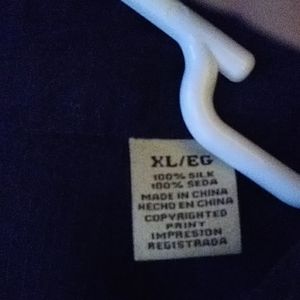 XL/EG
100% SILK
100% SEDA
MADE IN CHINA
HECHO EN CHINA
COPYRIGHTED
PRINT
IMPRESION
REGISTRADA